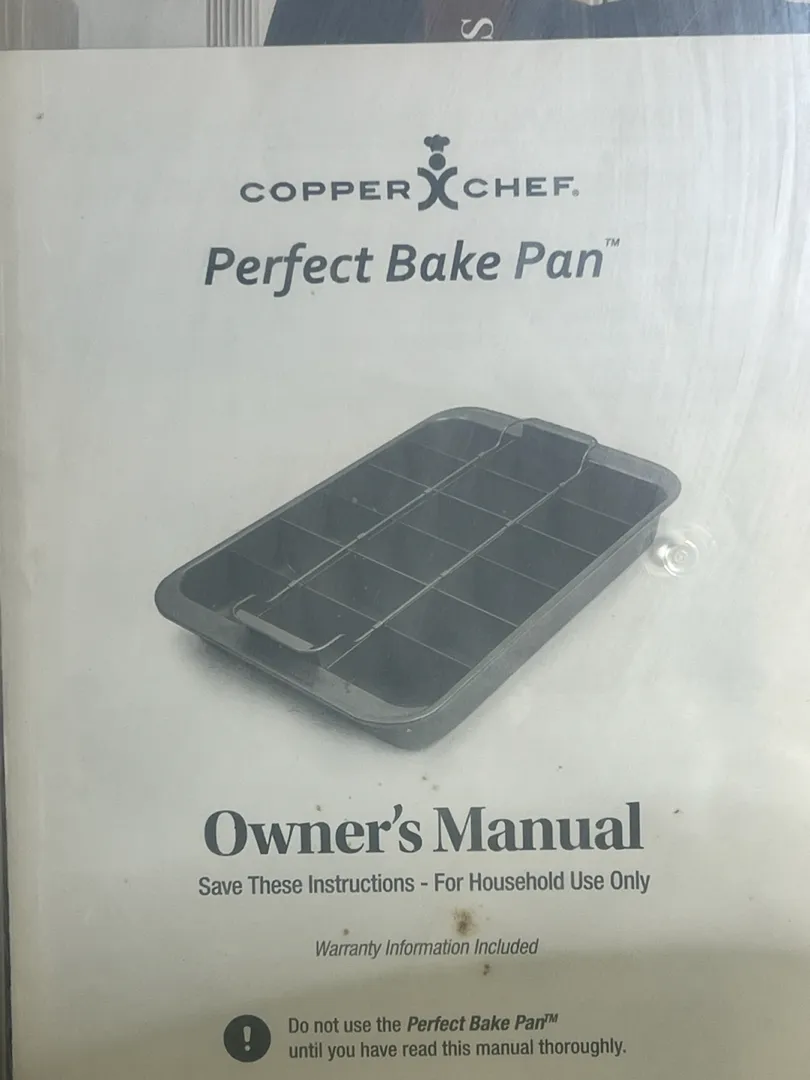 S
COPPER CHEF®
Perfect Bake Pan™
Owner's Manual
Save These Instructions - For Household Use Only
Warranty Information Included
! Do not use the Perfect Bake Pan™
until you have read this manual thoroughly.